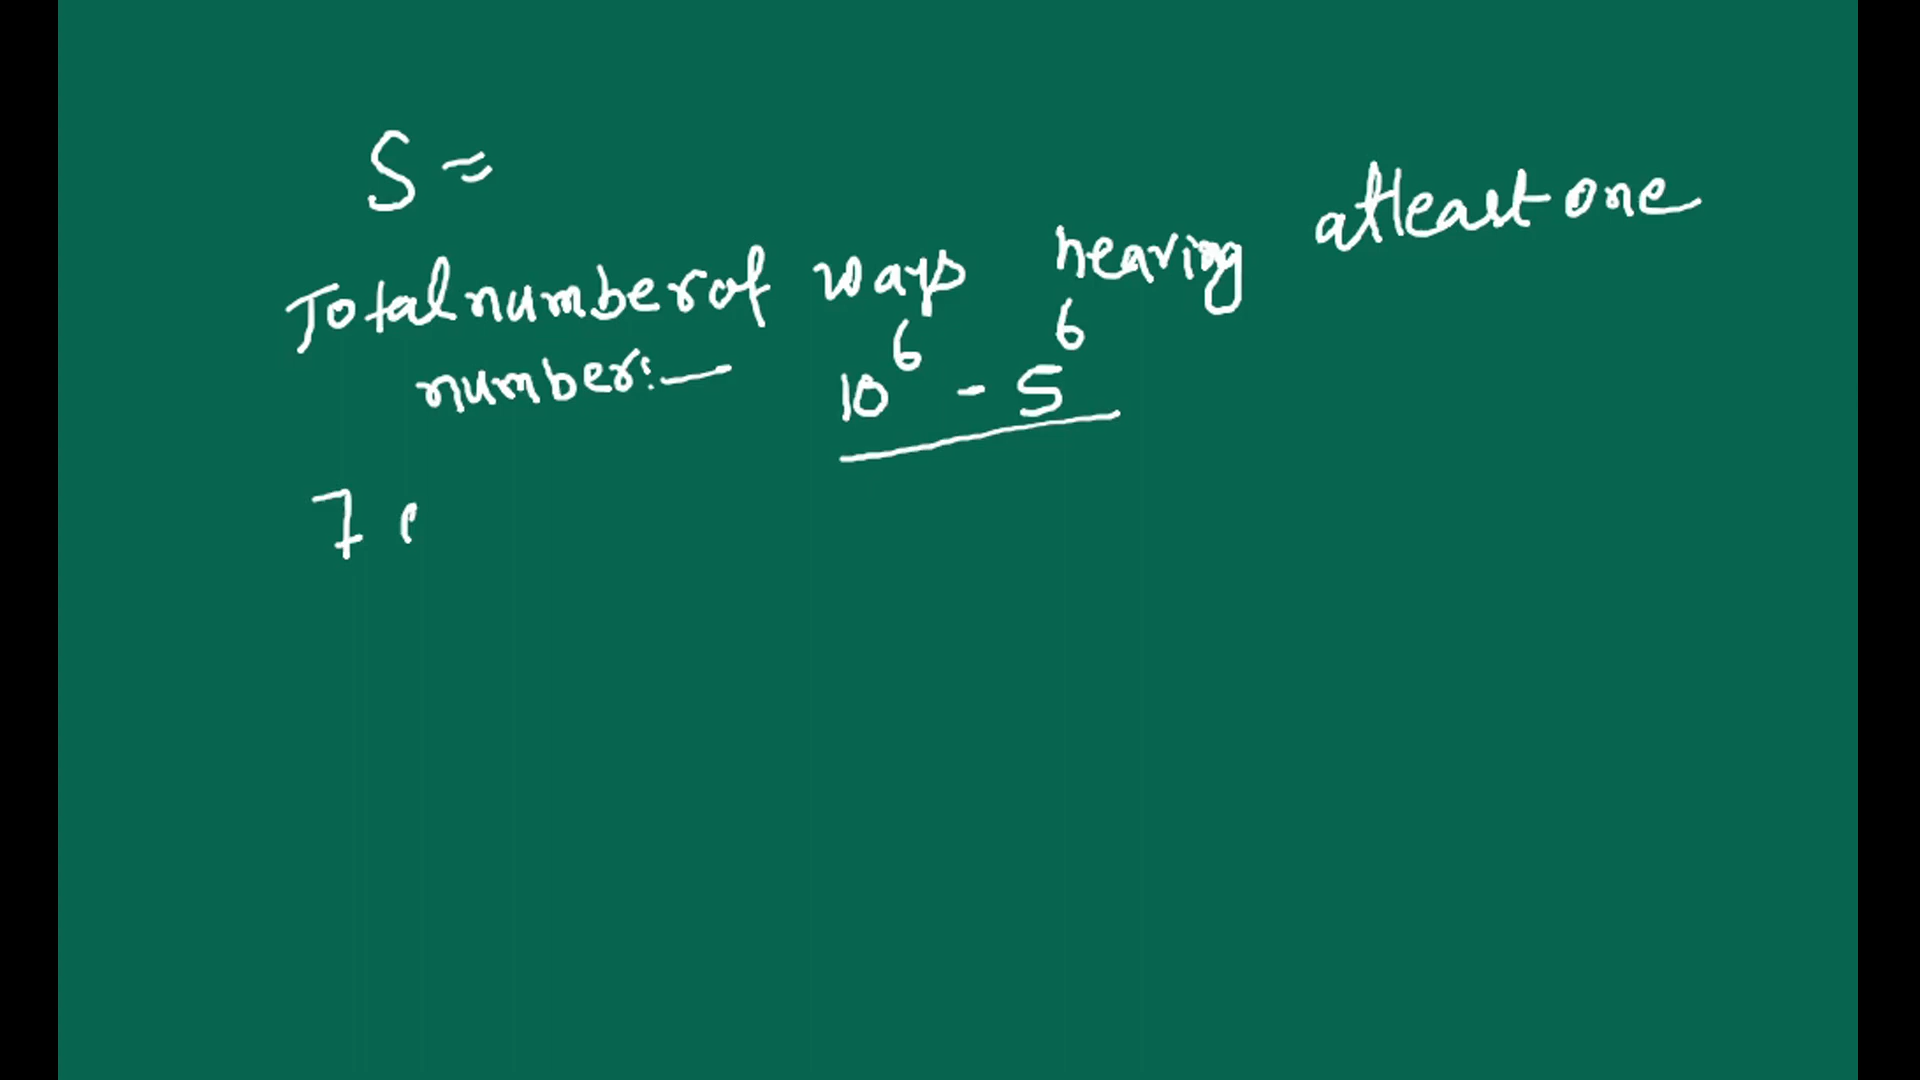 S =
Total number of ways hearing atleast one
number:— 10^6 - 5^6
7 (